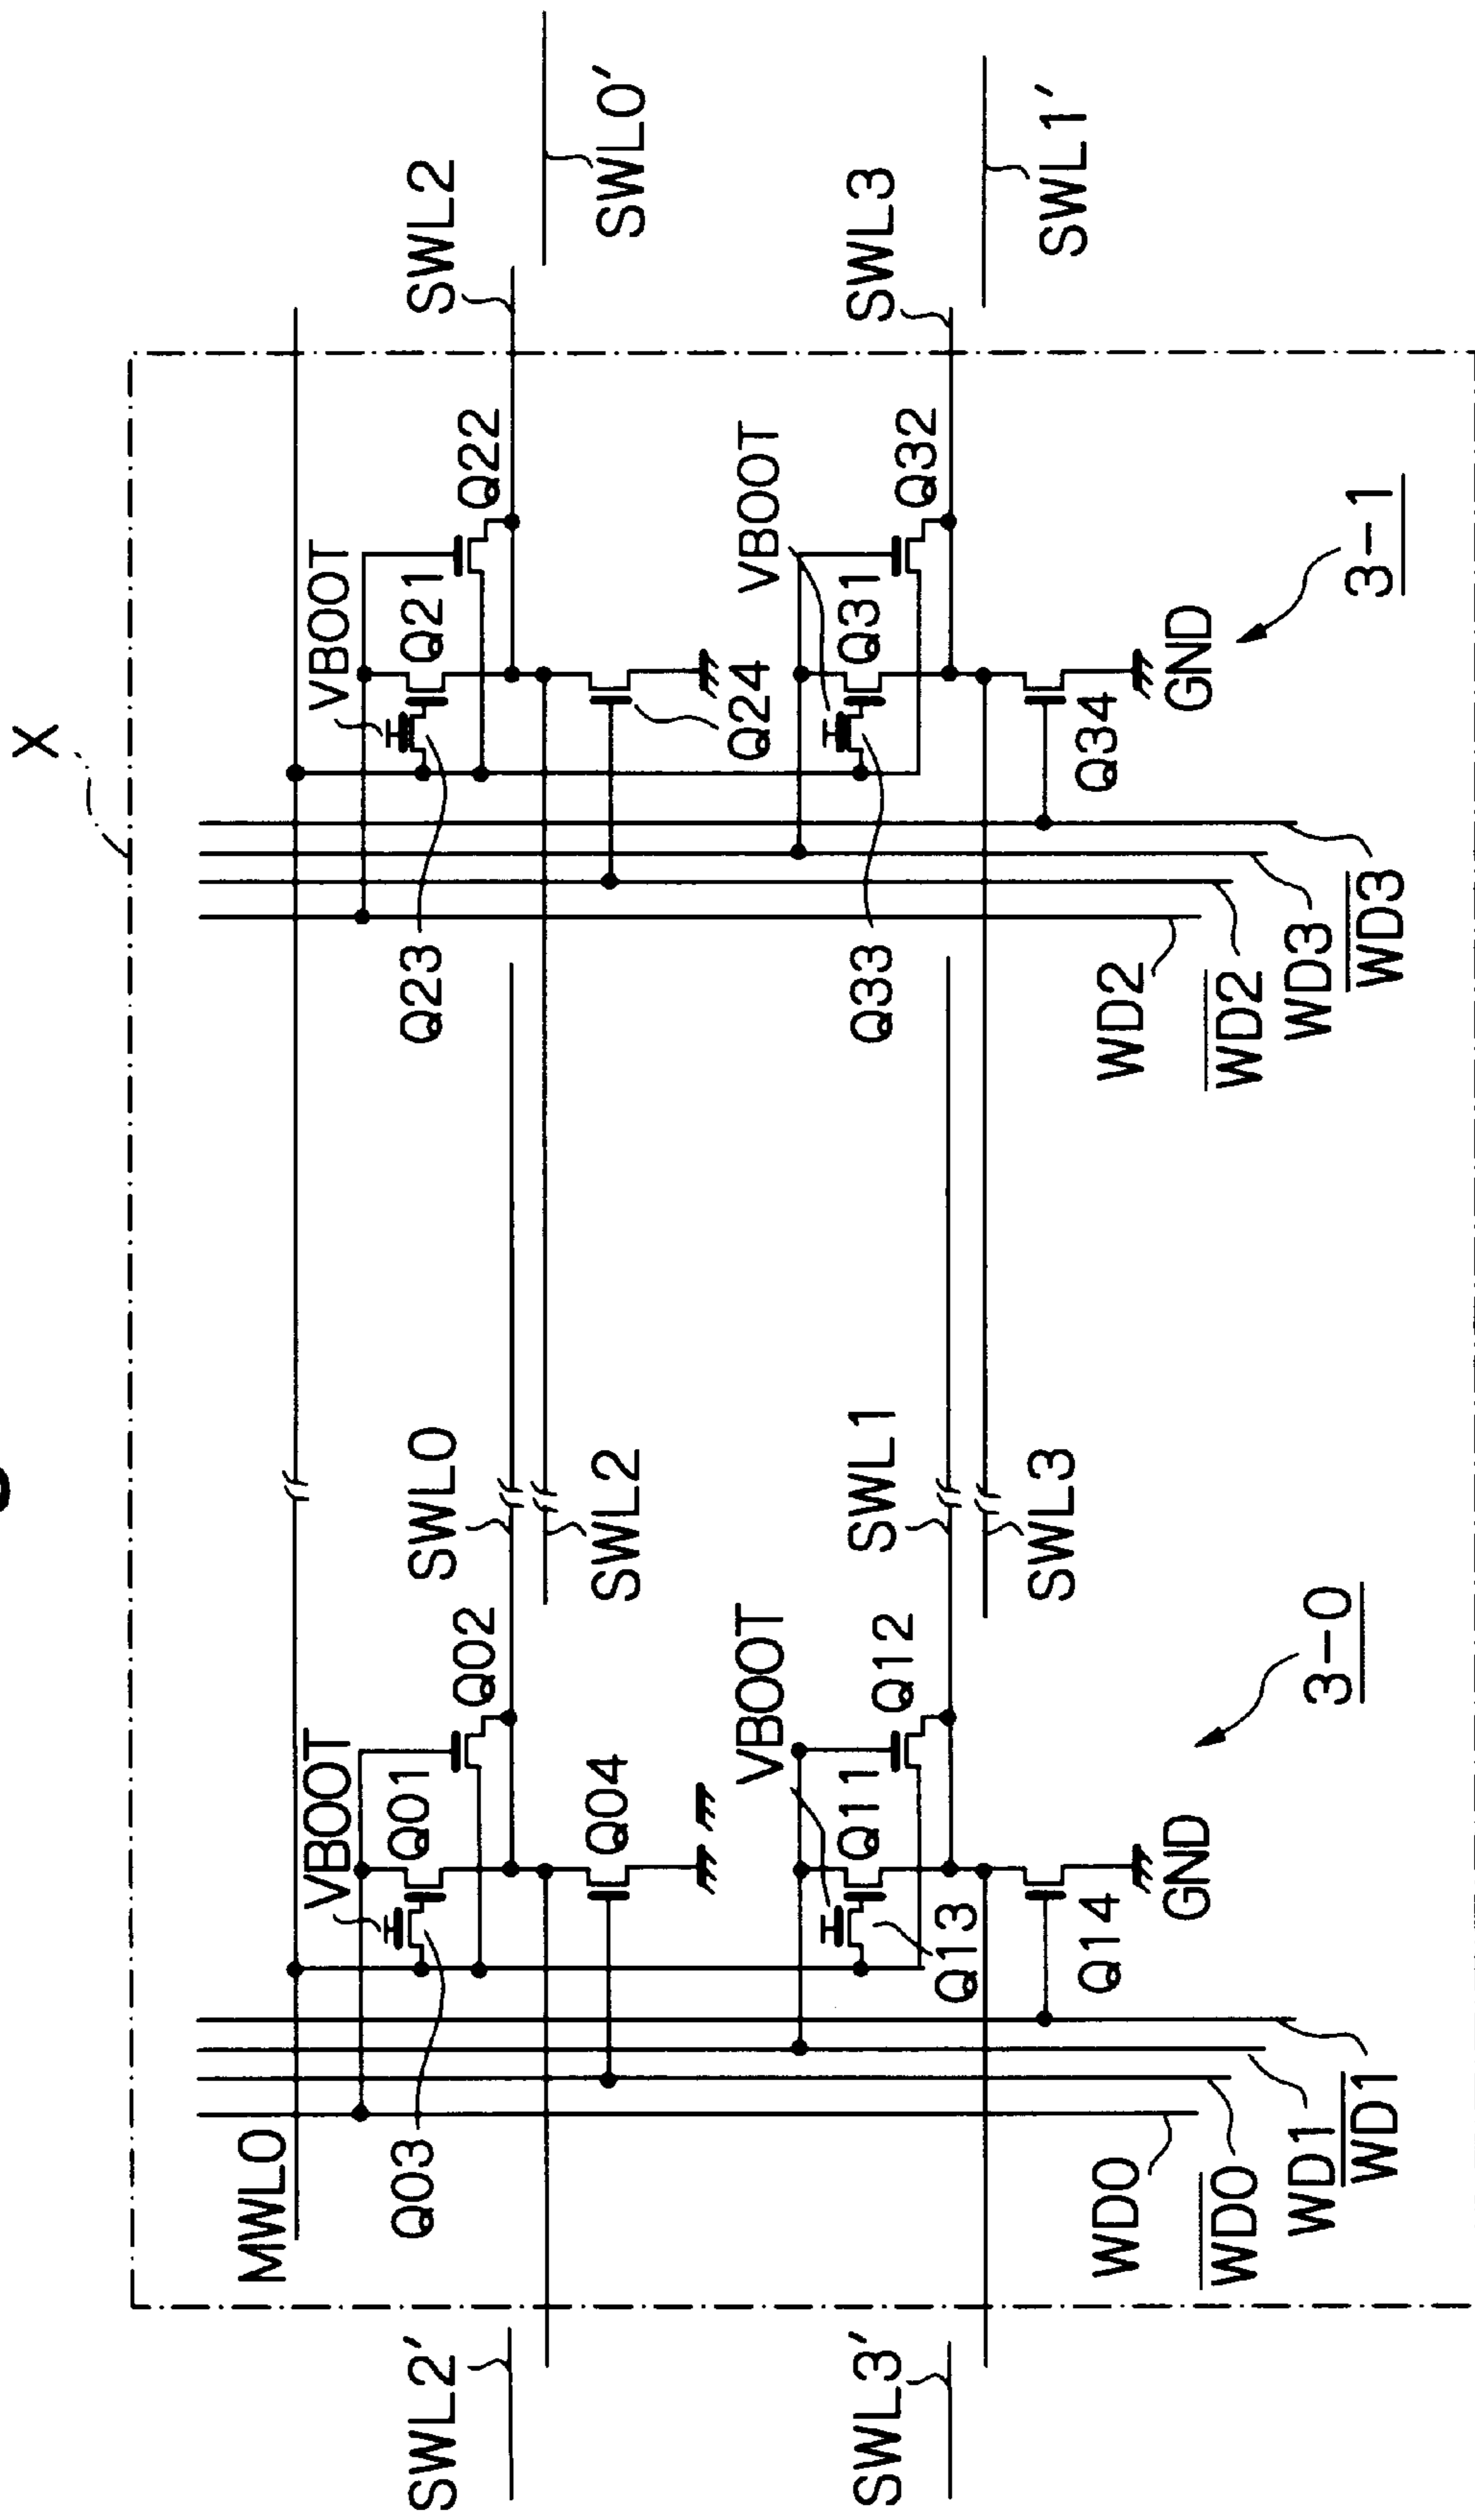 X
MWL0
VBOOT
Q01
Q02
Q03
SWL0
SWL2
Q04
SWL2'
VBOOT
Q11
Q12
Q13
SWL1
SWL3
Q14
GND
SWL3'
WD0
WD0
WD1
WD1
3-0
VBOOT
Q21
Q22
Q23
SWL2
SWL0'
Q24
VBOOT
Q31
Q32
Q33
SWL3
SWL1'
Q34
GND
WD2
WD2
WD3
WD3
3-1